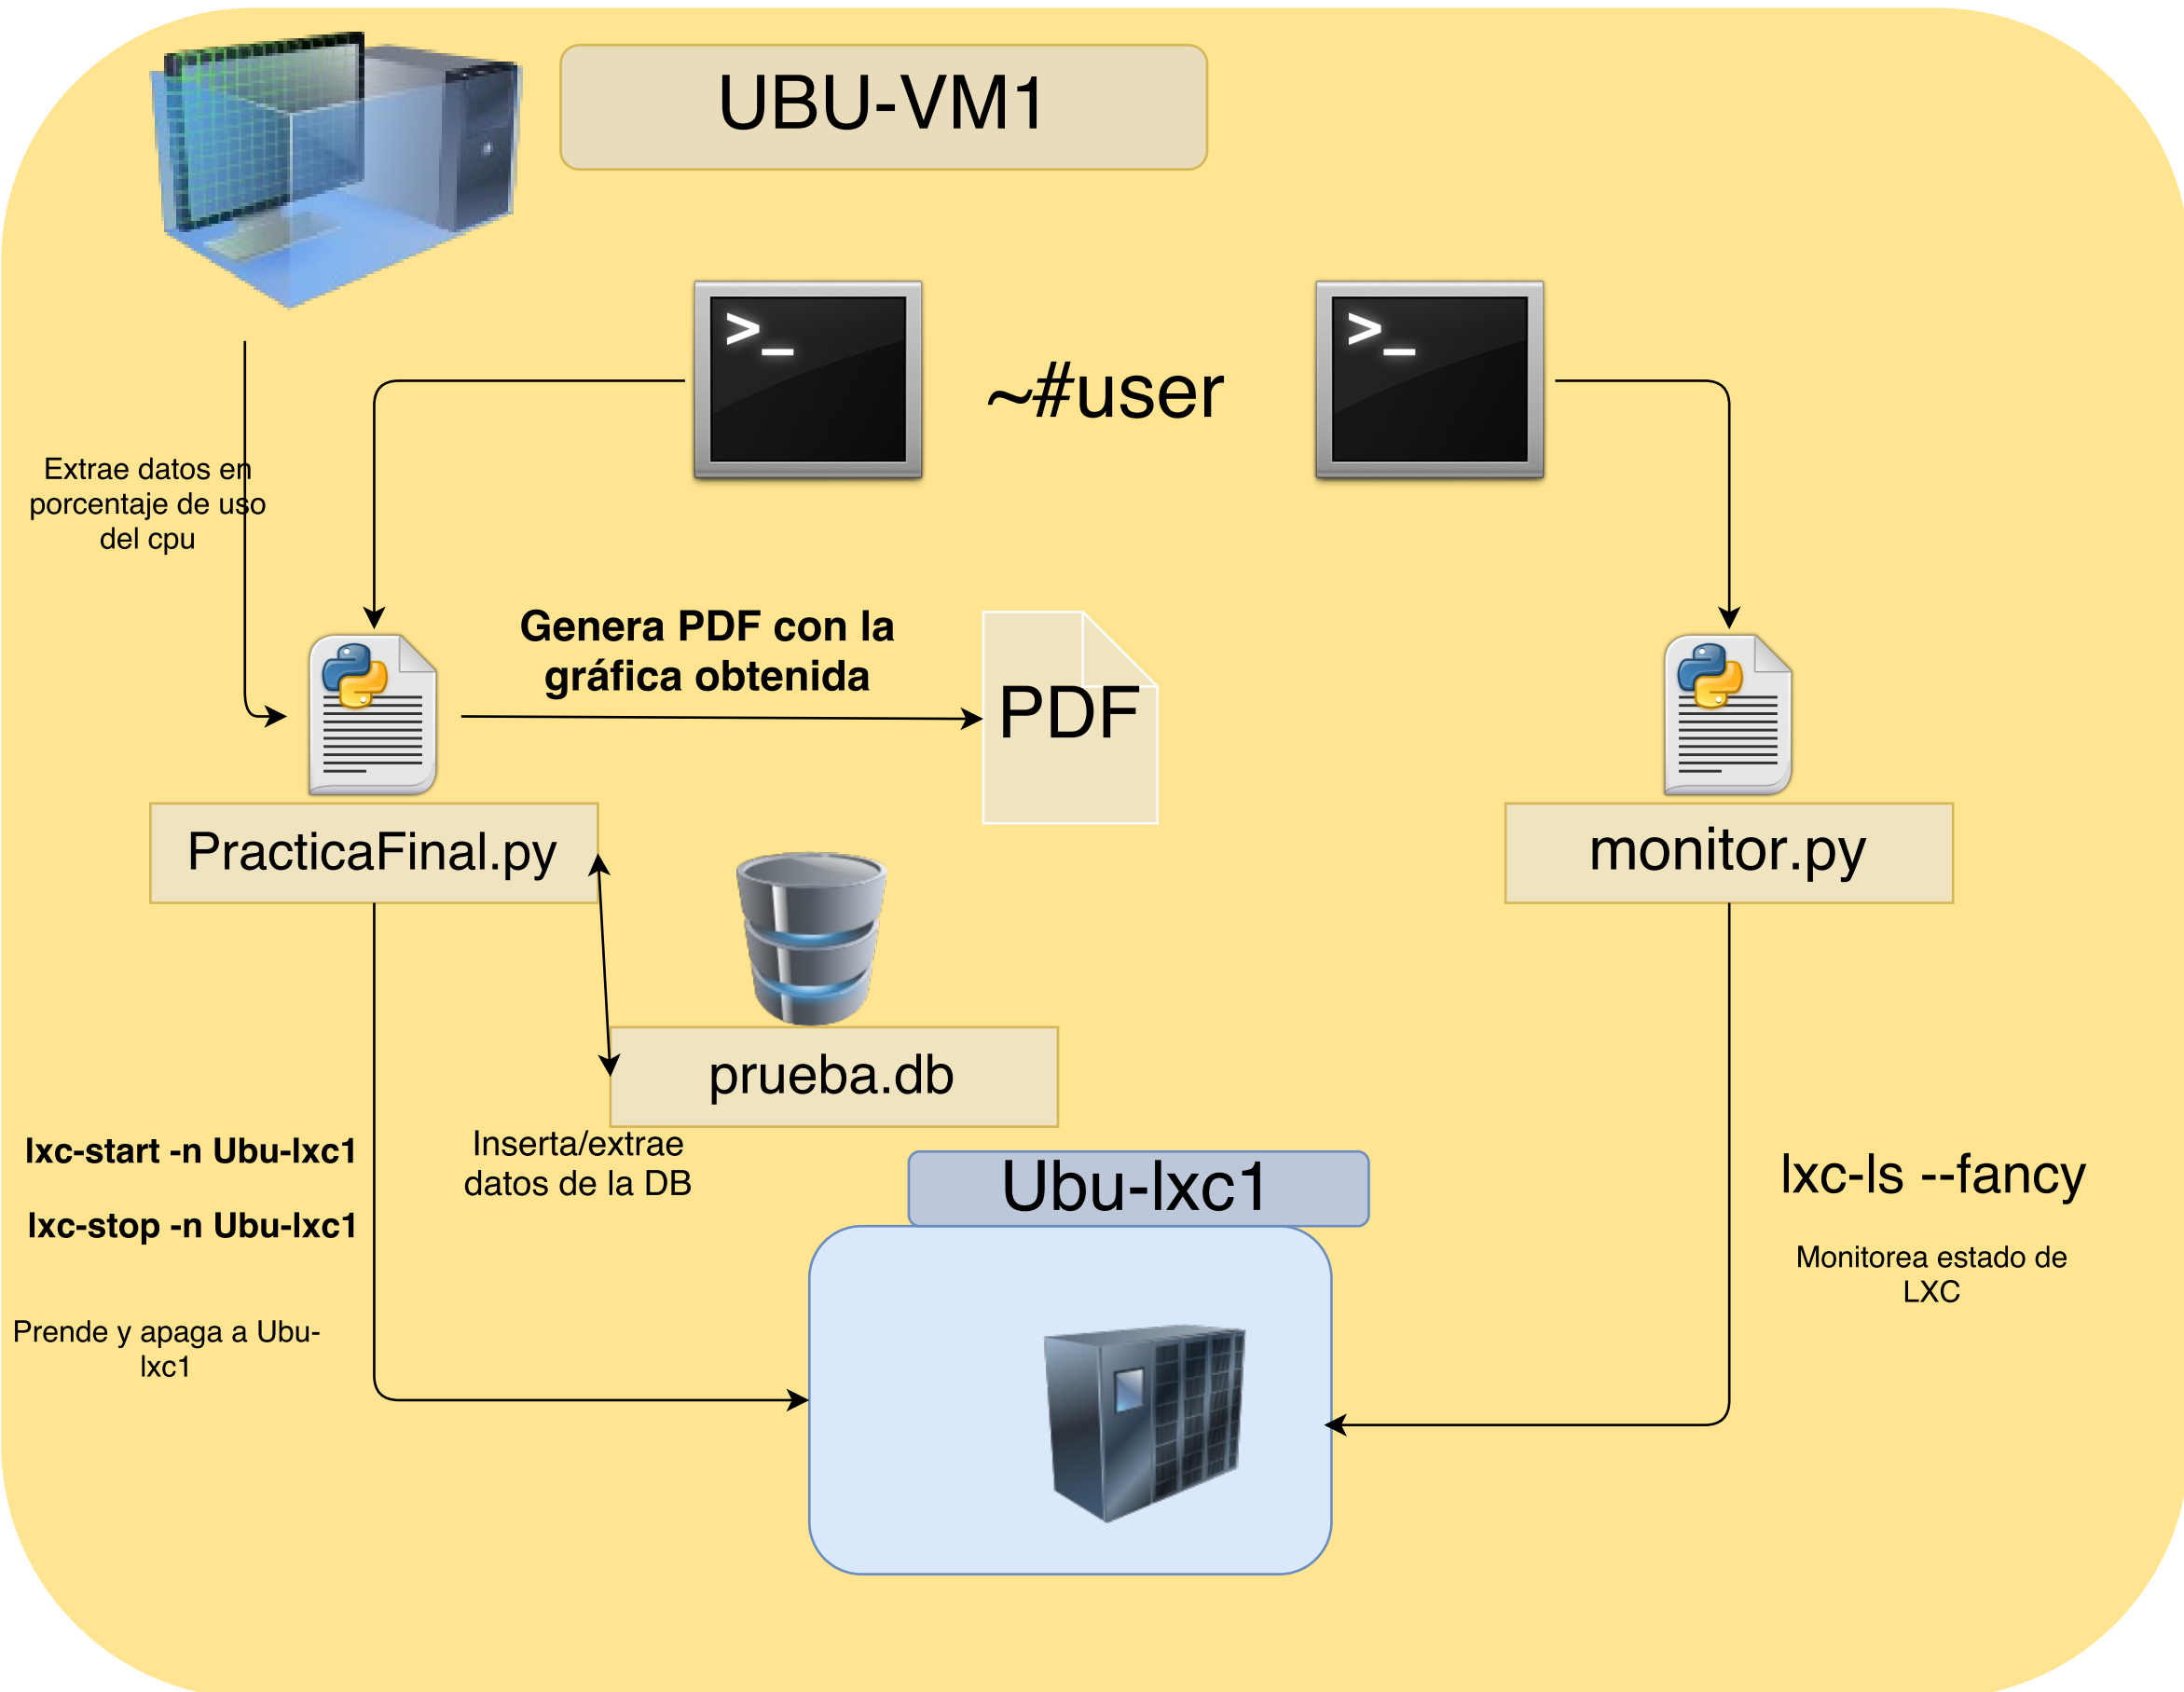 UBU-VM1
>_
~#user
>_
Extrae datos en
porcentaje de uso
del cpu
Genera PDF con la
gráfica obtenida
PDF
PracticaFinal.py
monitor.py
prueba.db
Inserta/extrae
datos de la DB
lxc-start -n Ubu-lxc1
lxc-stop -n Ubu-lxc1
Prende y apaga a Ubu-
lxc1
Ubu-lxc1
lxc-ls --fancy
Monitorea estado de
LXC